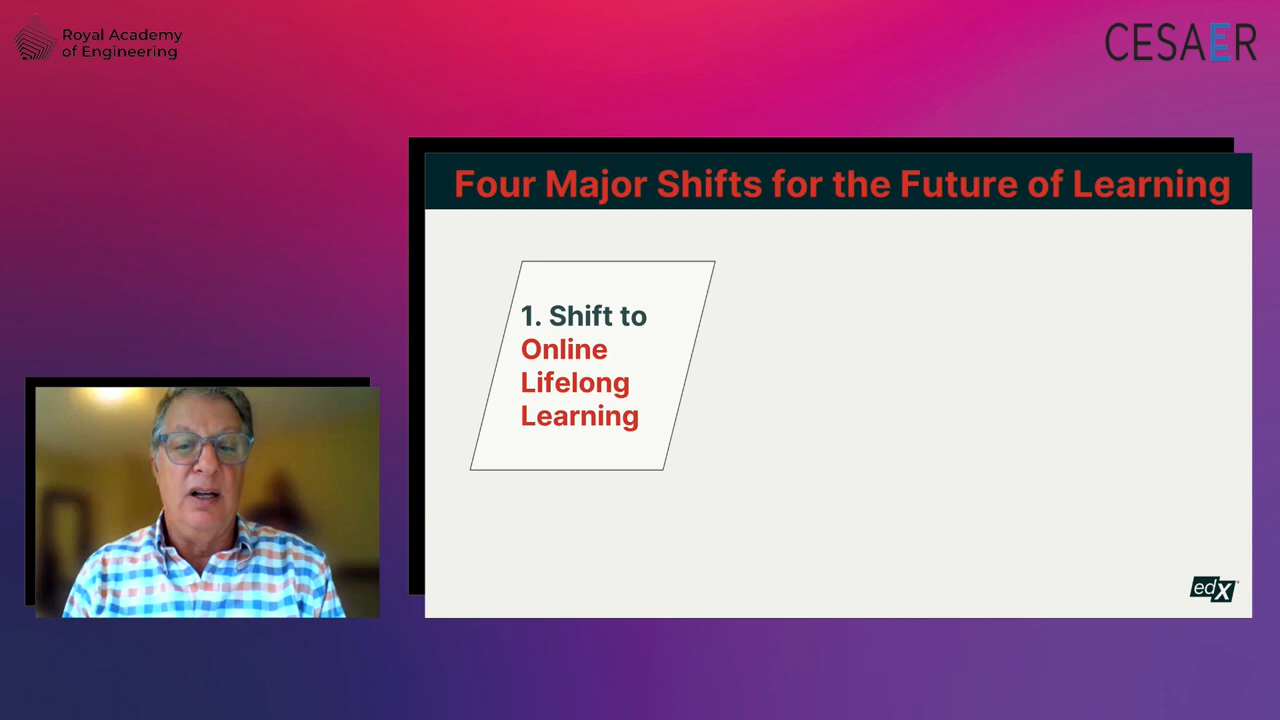 Royal Academy
of Engineering
CESAER
Four Major Shifts for the Future of Learning
1. Shift to
Online
Lifelong
Learning
edX